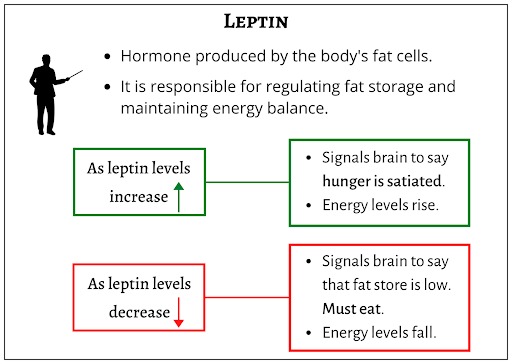 LEPTIN
• Hormone produced by the body's fat cells.
• It is responsible for regulating fat storage and
maintaining energy balance.
As leptin levels
increase
• Signals brain to say
hunger is satiated.
• Energy levels rise.
As leptin levels
decrease
• Signals brain to say
that fat store is low.
Must eat.
• Energy levels fall.